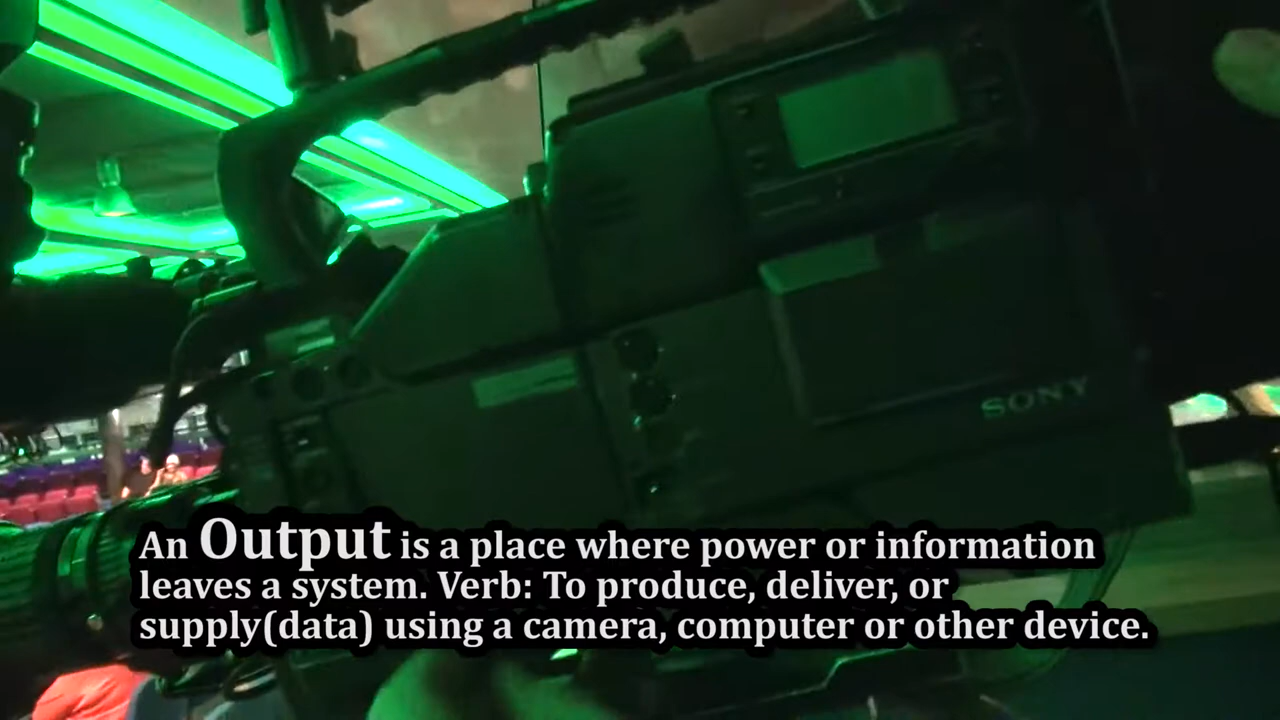 SONY
An Output is a place where power or information
leaves a system. Verb: To produce, deliver, or
supply(data) using a camera, computer or other device.